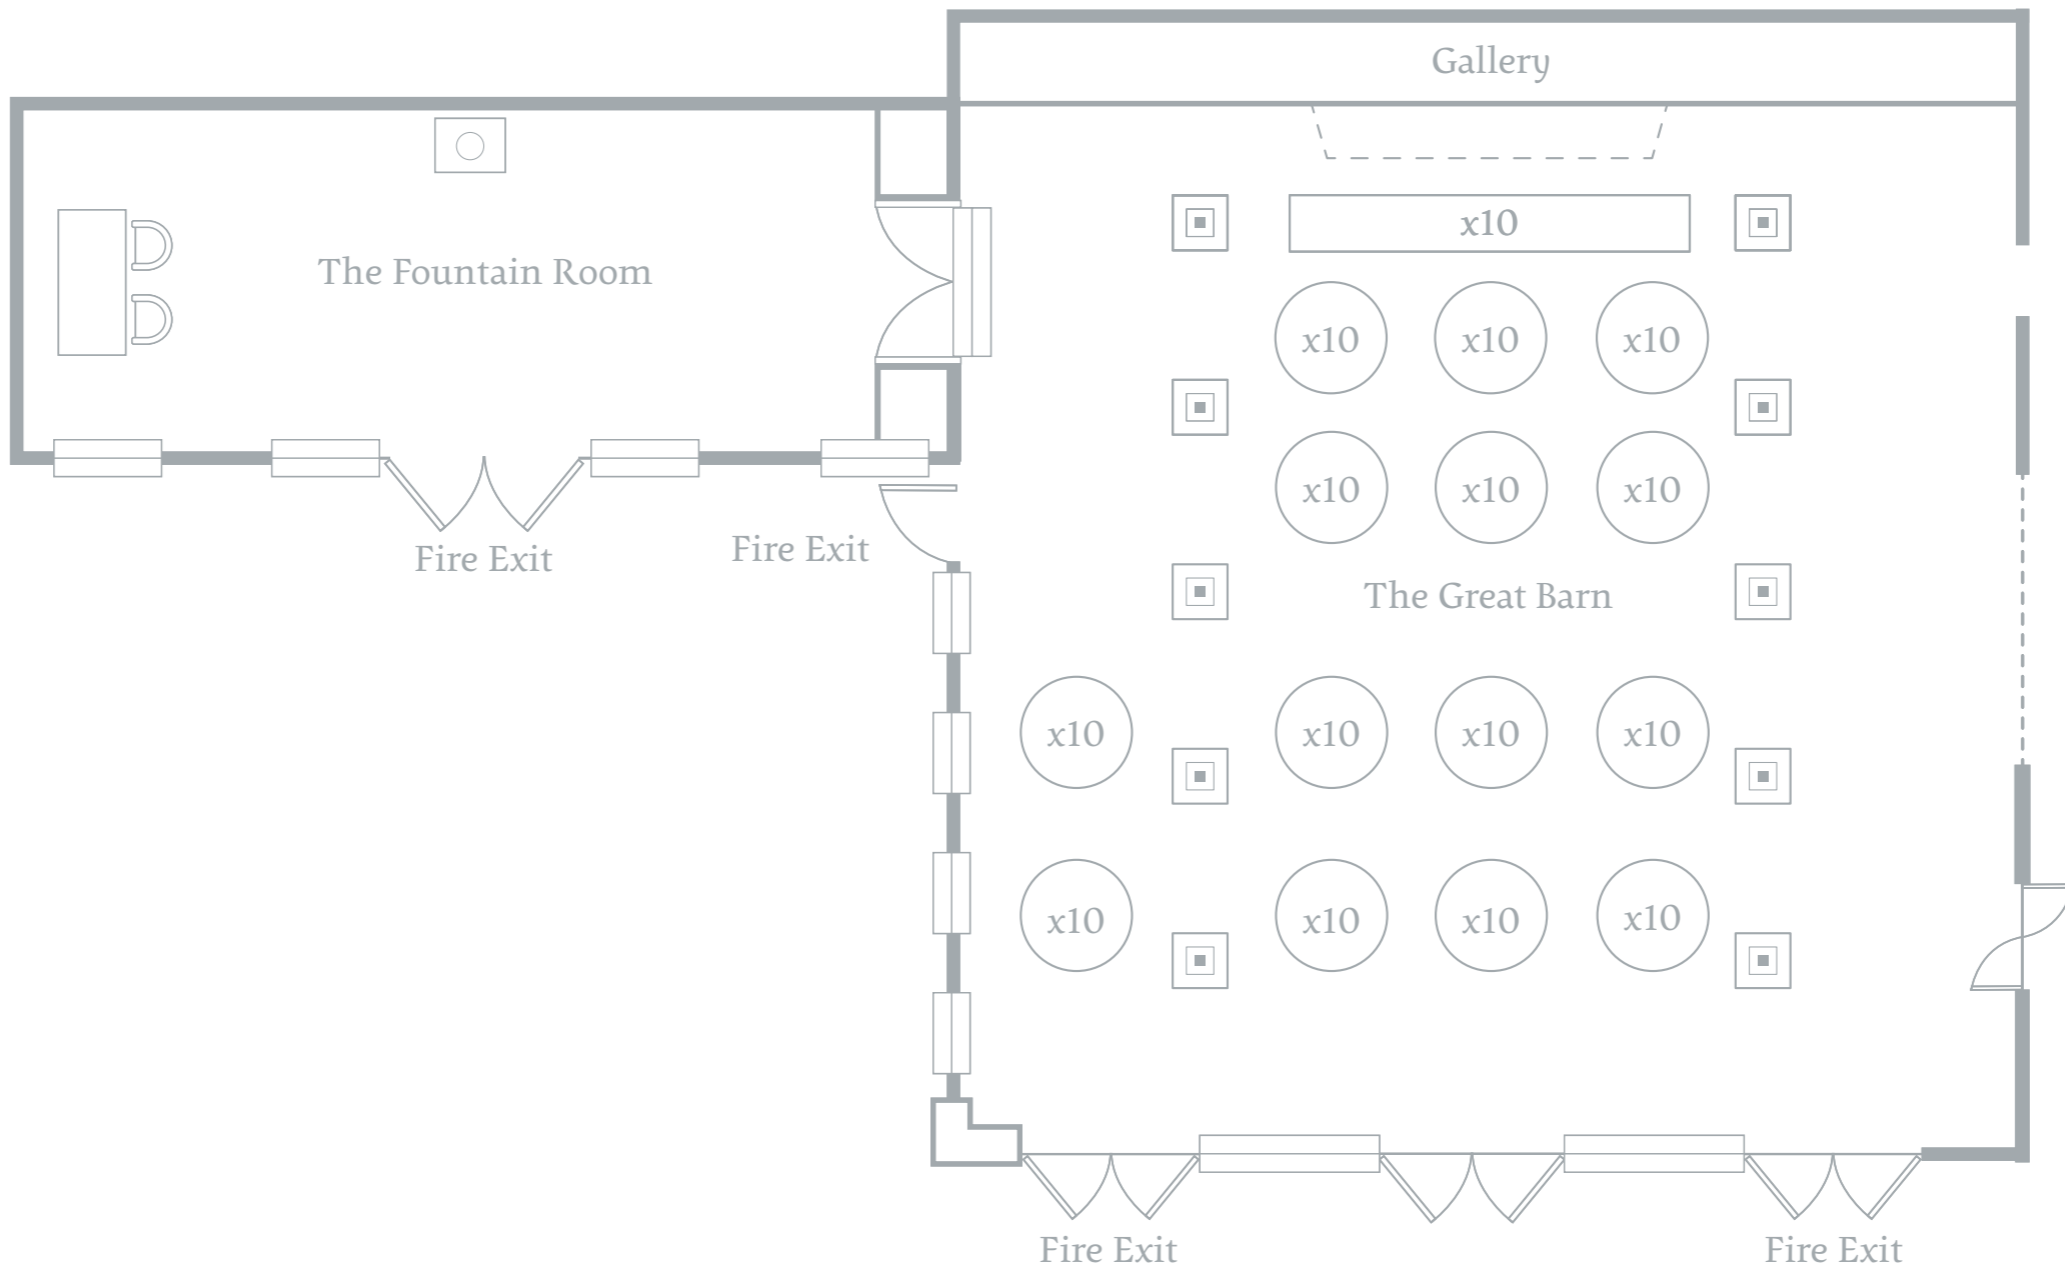 Gallery
x10
The Fountain Room
x10 x10 x10
x10 x10 x10
Fire Exit
Fire Exit
The Great Barn
x10 x10 x10 x10
x10 x10 x10 x10
Fire Exit
Fire Exit